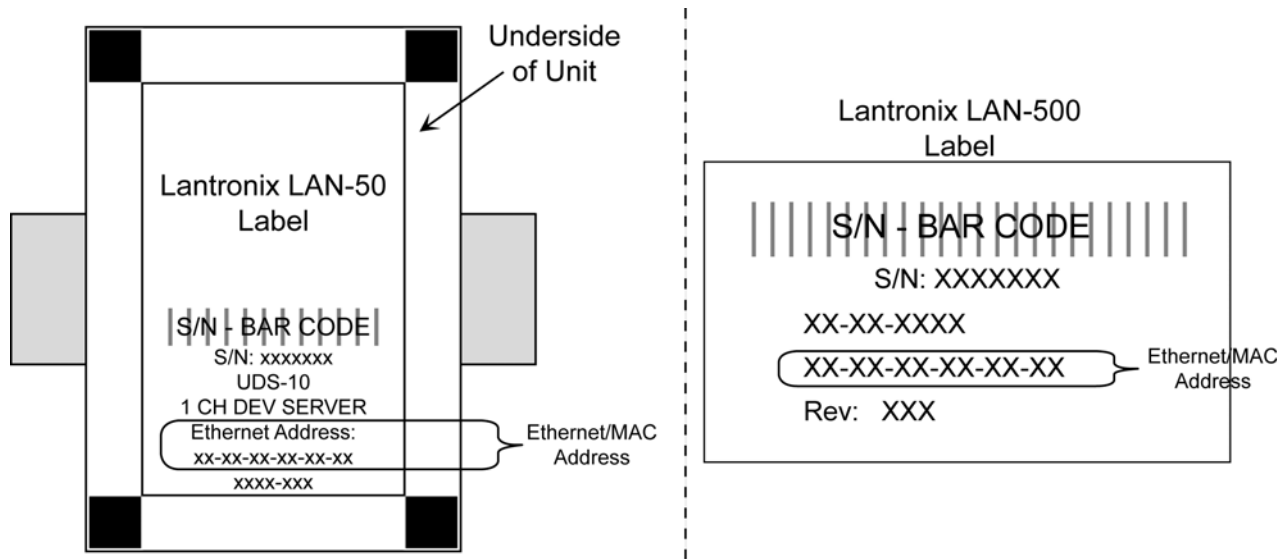 Underside
of Unit
Lantronix LAN-50
Label
S/N - BAR CODE
S/N: xxxxxxx
UDS-10
1 CH DEV SERVER
Ethernet Address:
xx-xx-xx-xx-xx-xx
xxxx-xxx
Ethernet/MAC
Address
Lantronix LAN-500
Label
S/N - BAR CODE
S/N: XXXXXXX
XX-XX-XXXX
XX-XX-XX-XX-XX-XX
Rev: XXX
Ethernet/MAC
Address